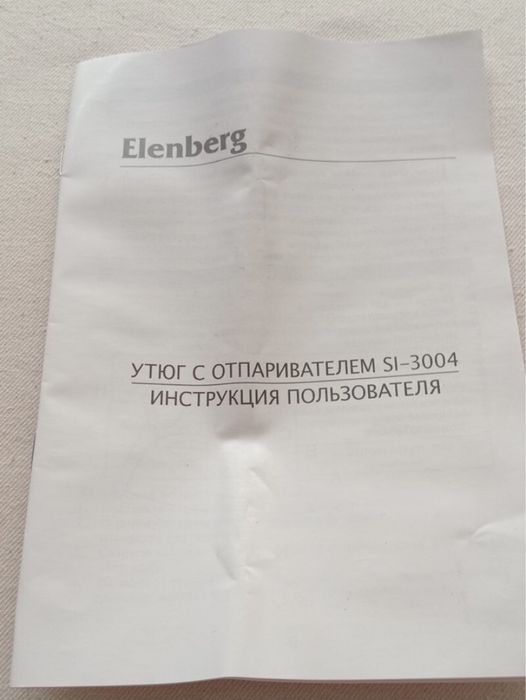 Elenberg
УТЮГ С ОТПАРИВАТЕЛЕМ SI-3004
ИНСТРУКЦИЯ ПОЛЬЗОВАТЕЛЯ